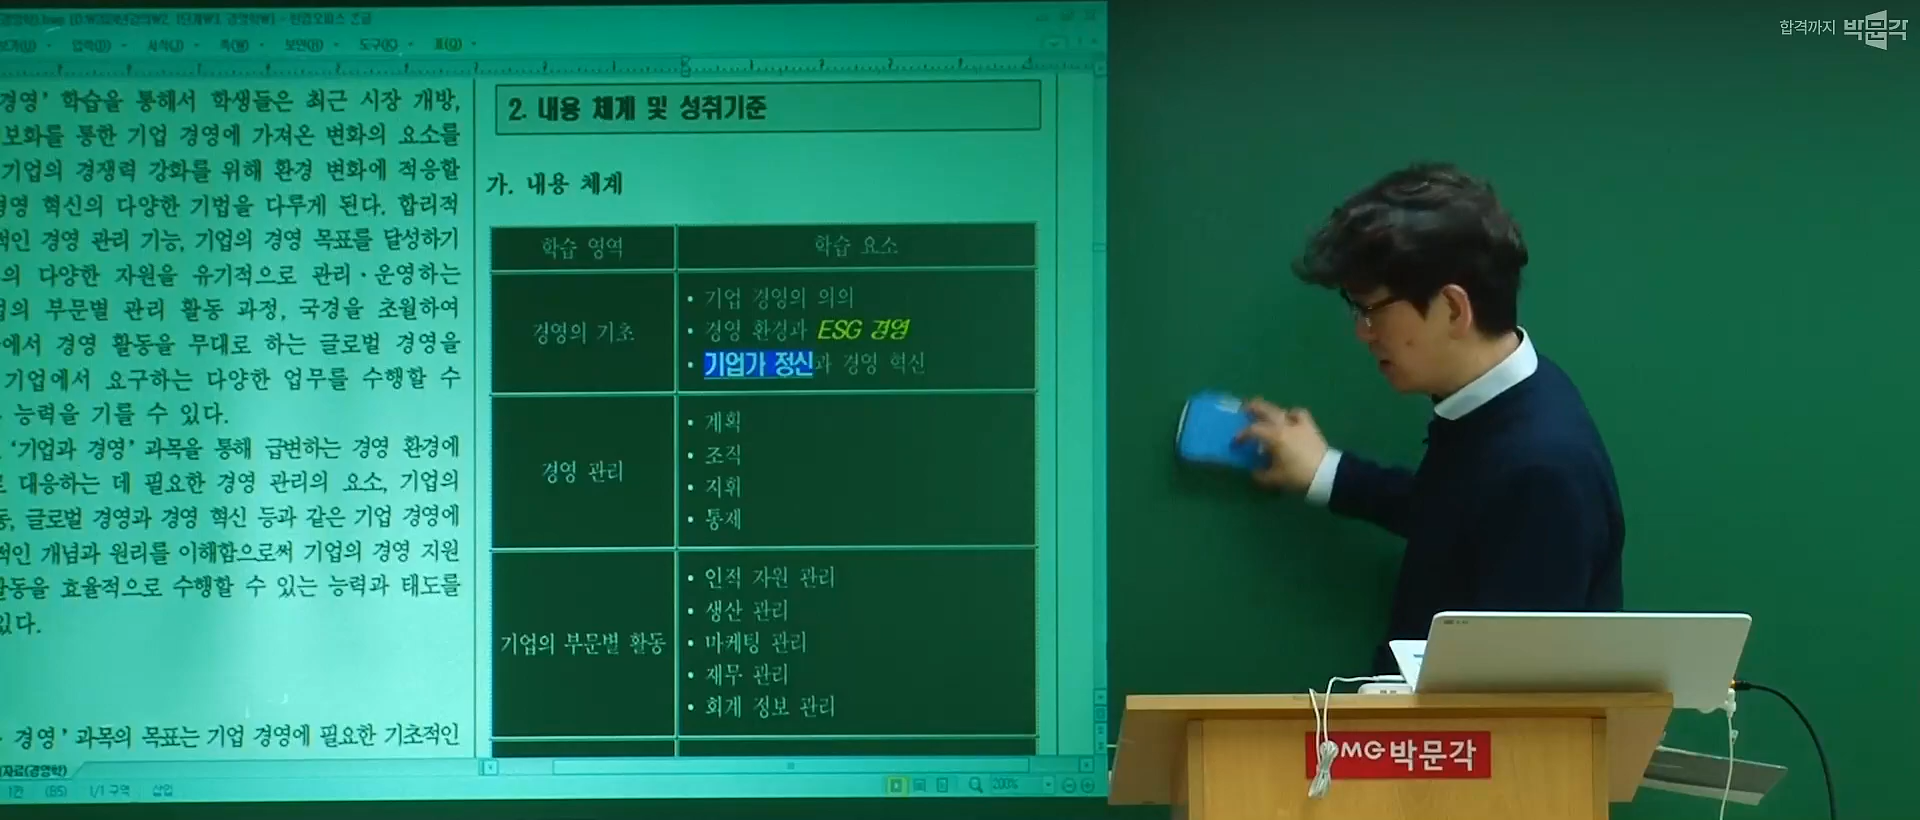 합격까지 박문각
경영' 학습을 통해서 학생들은 최근 시장 개방,
보화를 통한 기업 경영에 가져온 변화의 요소를
기업의 경쟁력 강화를 위해 환경 변화에 적응할
경영 혁신의 다양한 기법을 다루게 된다. 합리적
적인 경영 관리 기능, 기업의 경영 목표를 달성하기
의 다양한 자원을 유기적으로 관리·운영하는
업의 부문별 관리 활동 과정, 국경을 초월하여
에서 경영 활동을 무대로 하는 글로벌 경영을
기업에서 요구하는 다양한 업무를 수행할 수
능력을 기를 수 있다.
'기업과 경영' 과목을 통해 급변하는 경영 환경에
대응하는 데 필요한 경영 관리의 요소, 기업의
동, 글로벌 경영과 경영 혁신 등과 같은 기업 경영에
적인 개념과 원리를 이해함으로써 기업의 경영 지원
활동을 효율적으로 수행할 수 있는 능력과 태도를
있다.
경영' 과목의 목표는 기업 경영에 필요한 기초적인
2. 내용 체계 및 성취기준
가. 내용 체계
학습 영역 학습 요소
경영의 기초
• 기업 경영의 의의
• 경영 환경과 ESG 경영
• 기업가 정신과 경영 혁신
경영 관리
• 계획
• 조직
• 지휘
• 통제
기업의 부문별 활동
• 인적 자원 관리
• 생산 관리
• 마케팅 관리
• 재무 관리
• 회계 정보 관리
1/1 구역 삽입
200%
PMG박문각